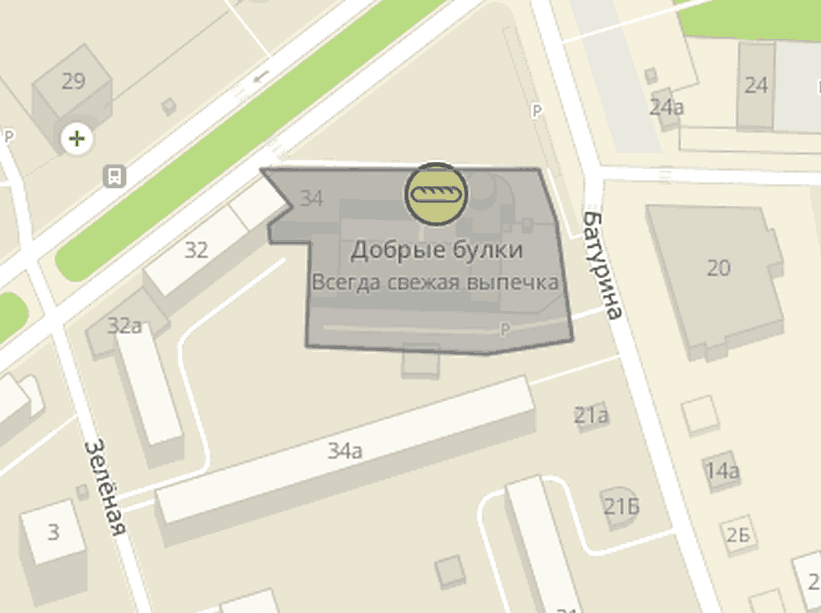 29
24
24а
Р
Р
34
32
Добрые булки
Всегда свежая выпечка
Батурина
20
32а
Р
21а
34а
14а
Зелёная
21Б
3
2Б